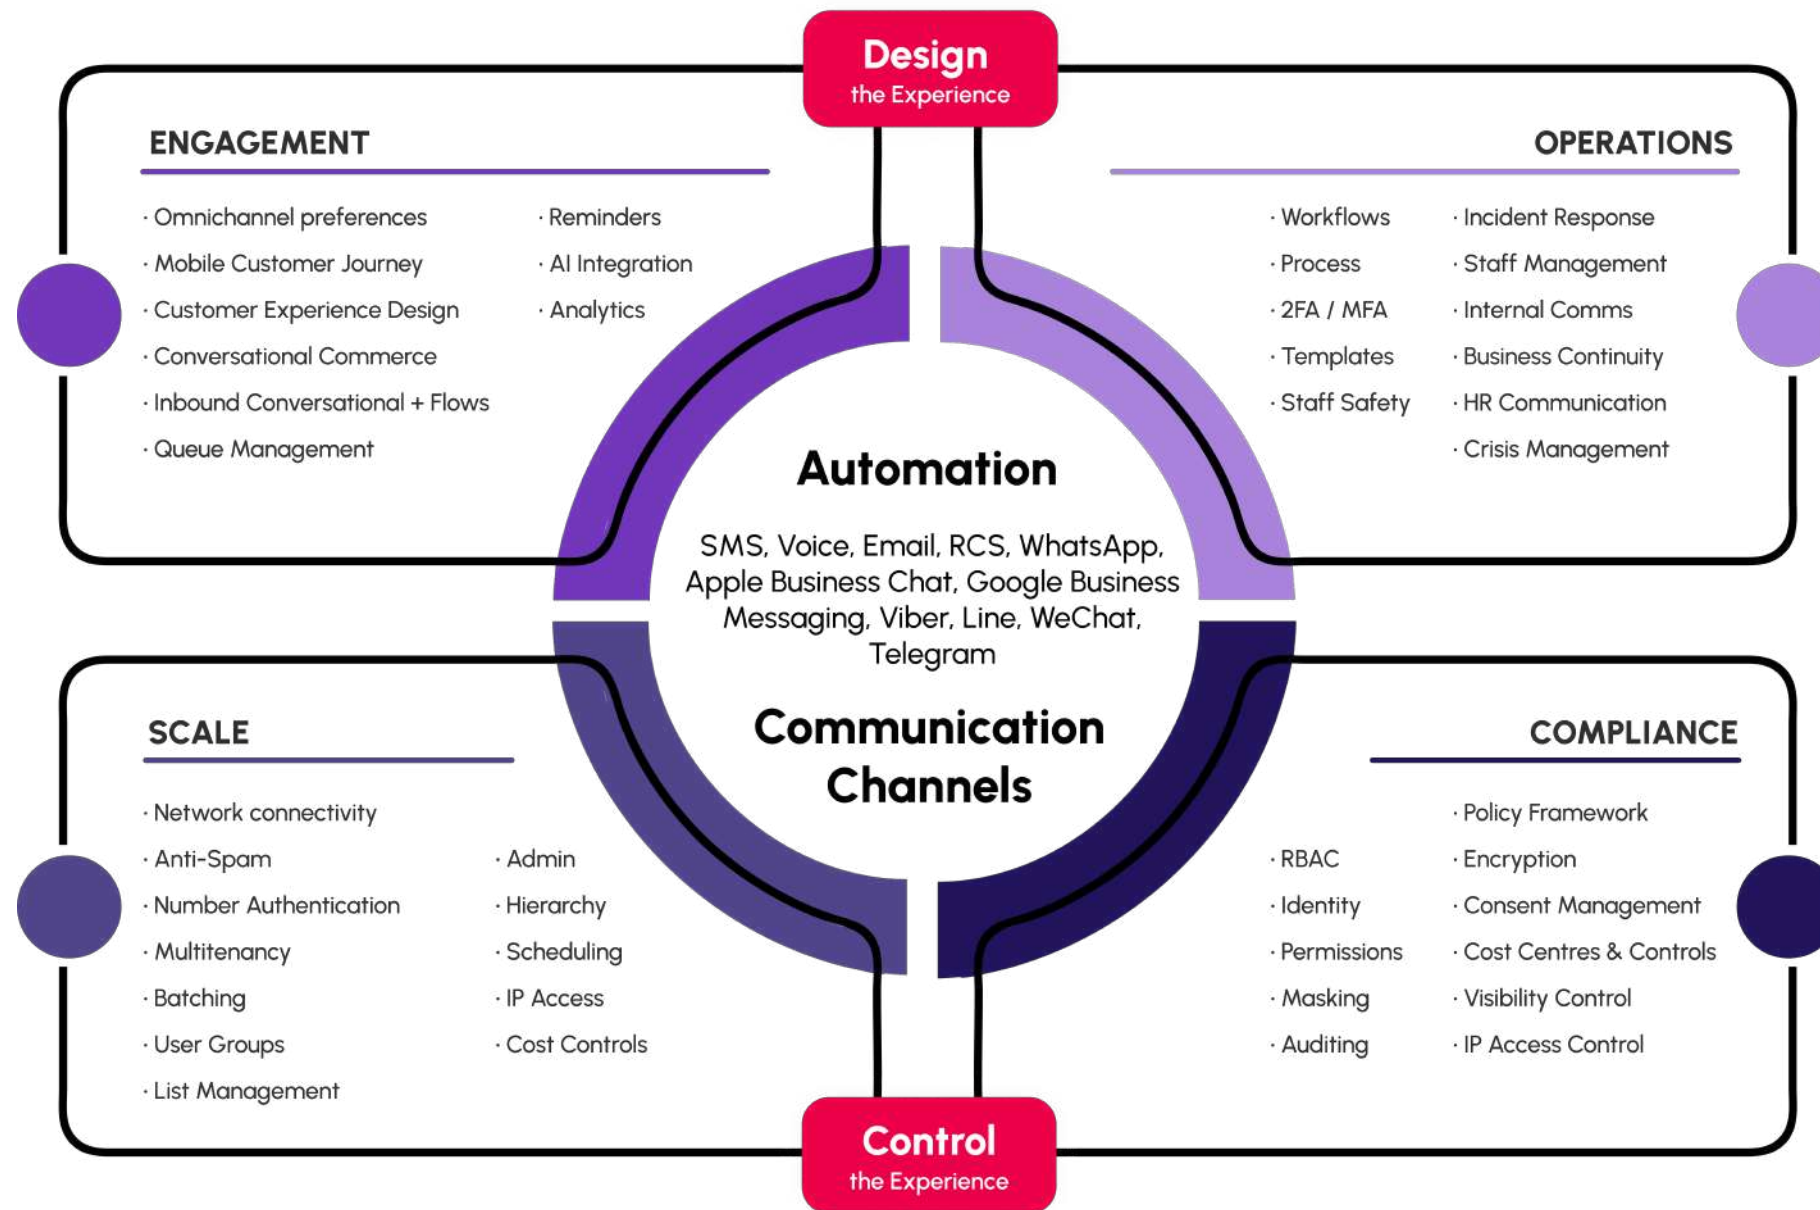 Design
the Experience
ENGAGEMENT
· Omnichannel preferences
· Mobile Customer Journey
· Customer Experience Design
· Conversational Commerce
· Inbound Conversational + Flows
· Queue Management
· Reminders
· AI Integration
· Analytics
OPERATIONS
· Workflows
· Process
· 2FA / MFA
· Templates
· Staff Safety
· Incident Response
· Staff Management
· Internal Comms
· Business Continuity
· HR Communication
· Crisis Management
Automation
SMS, Voice, Email, RCS, WhatsApp,
Apple Business Chat, Google Business
Messaging, Viber, Line, WeChat,
Telegram
Communication
Channels
SCALE
· Network connectivity
· Anti-Spam
· Number Authentication
· Multitenancy
· Batching
· User Groups
· List Management
· Admin
· Hierarchy
· Scheduling
· IP Access
· Cost Controls
COMPLIANCE
· RBAC
· Identity
· Permissions
· Masking
· Auditing
· Policy Framework
· Encryption
· Consent Management
· Cost Centres & Controls
· Visibility Control
· IP Access Control
Control
the Experience